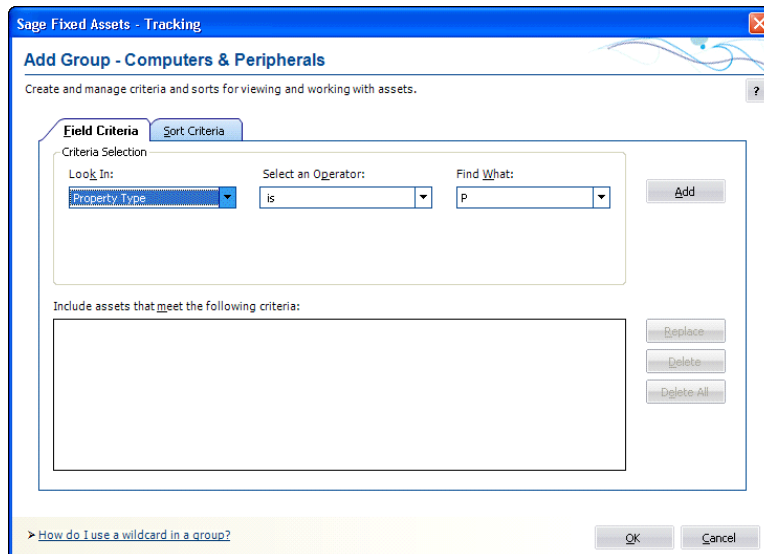 Sage Fixed Assets - Tracking
Add Group - Computers & Peripherals
Create and manage criteria and sorts for viewing and working with assets.
?
Field Criteria Sort Criteria
Criteria Selection
Look In: Select an Operator: Find What:
Property Type is P Add
Include assets that meet the following criteria:
Replace
Delete
Delete All
➤ How do I use a wildcard in a group?
OK Cancel